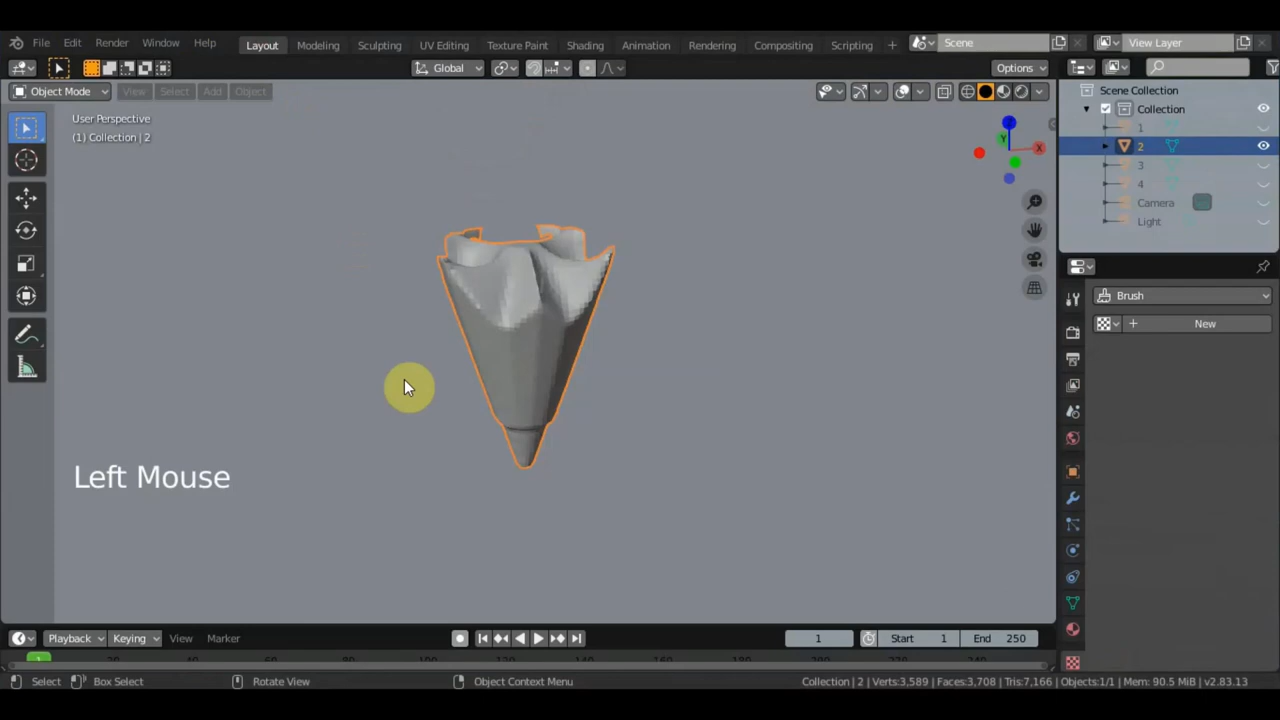 File Edit Render Window Help Layout Modeling Sculpting UV Editing Texture Paint Shading Animation Rendering Compositing Scripting + Scene View Layer
Global Options
Object Mode View Select Add Object
Scene Collection
User Perspective
Collection
(1) Collection | 2
1
2
3
4
Camera
Light
Z
Y
X
Brush
+ New
Left Mouse
Playback Keying View Marker 1 Start 1 End 250
1
Select Box Select Rotate View Object Context Menu Collection | 2 | Verts:3,589 | Faces:3,708 | Tris:7,166 | Objects:1/1 | Mem: 90.5 MiB | v2.83.13